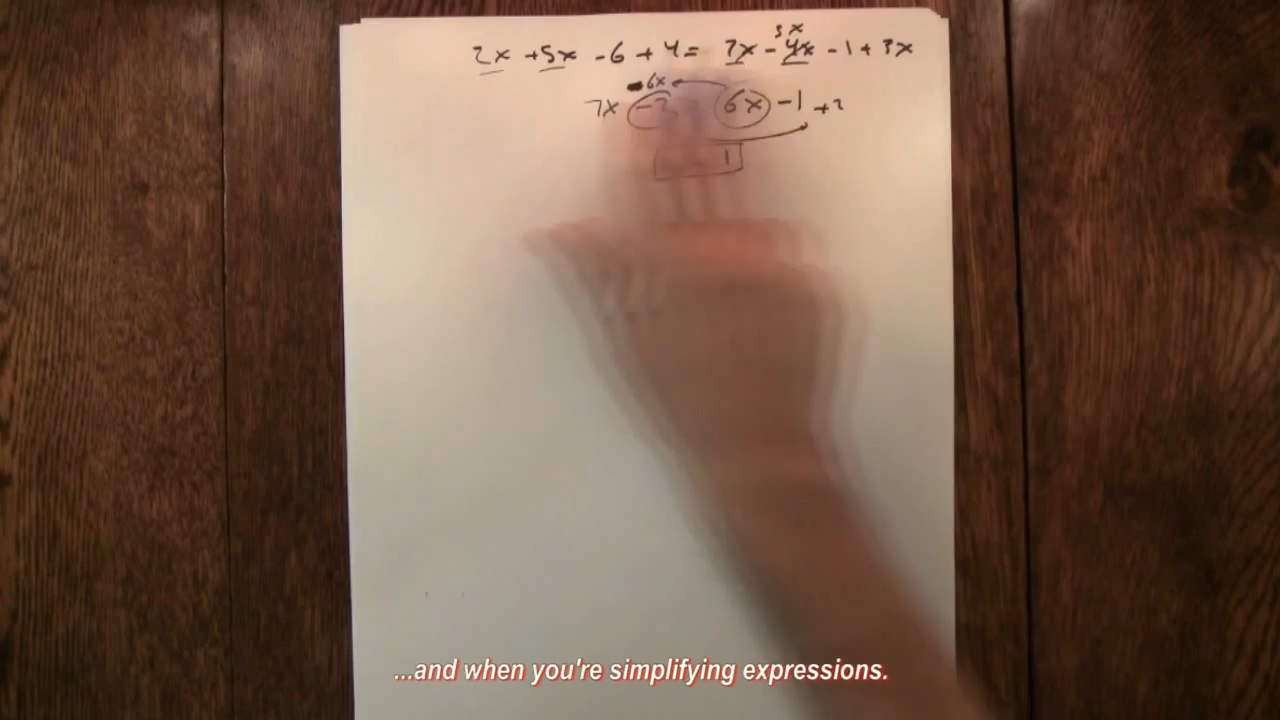 2x +5x -6 +4 = 7x - 4x -1 + 3x
3x
-6x
7x -2 6x -1 +2
1
...and when you're simplifying expressions.